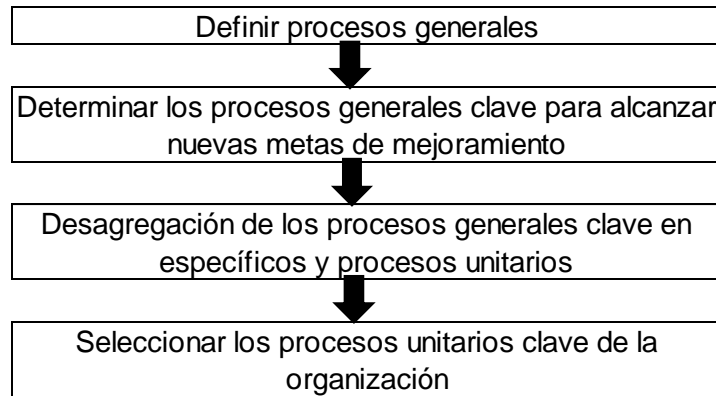 Definir procesos generales
Determinar los procesos generales clave para alcanzar
nuevas metas de mejoramiento
Desagregación de los procesos generales clave en
específicos y procesos unitarios
Seleccionar los procesos unitarios clave de la
organización